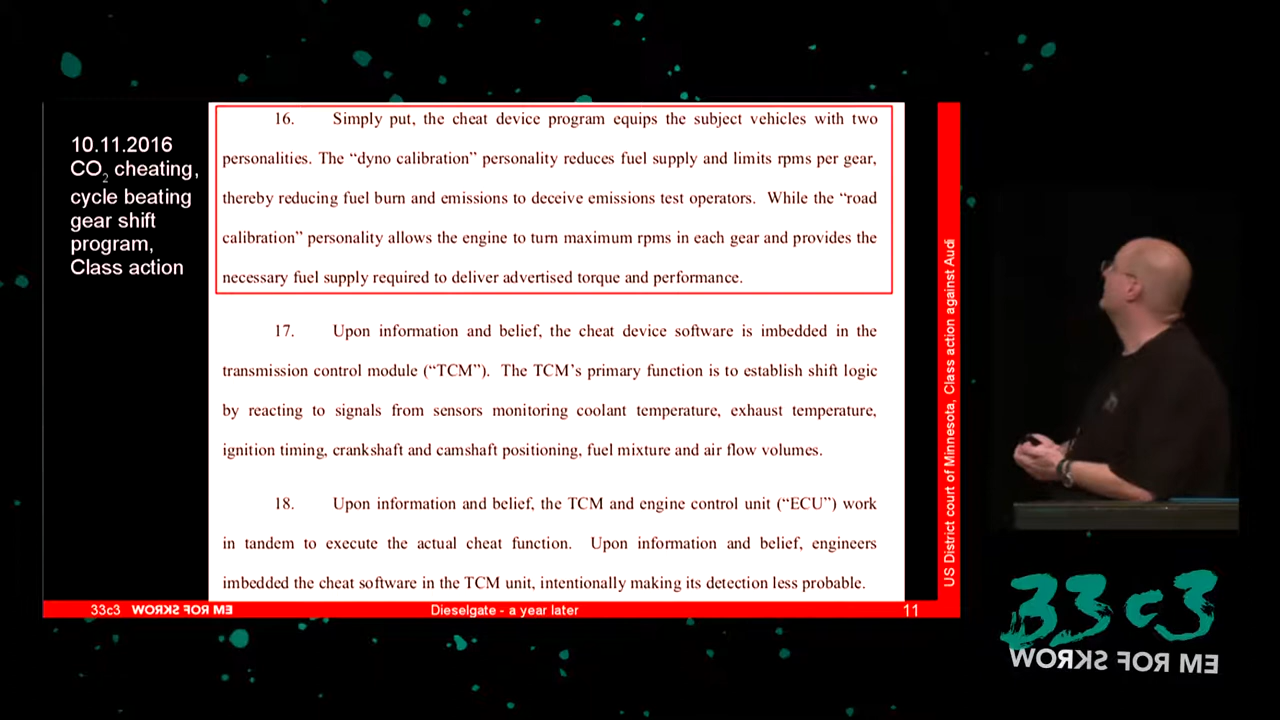 10.11.2016
CO2 cheating,
cycle beating
gear shift
program,
Class action
16. Simply put, the cheat device program equips the subject vehicles with two
personalities. The “dyno calibration” personality reduces fuel supply and limits rpms per gear,
thereby reducing fuel burn and emissions to deceive emissions test operators. While the “road
calibration” personality allows the engine to turn maximum rpms in each gear and provides the
necessary fuel supply required to deliver advertised torque and performance.
17. Upon information and belief, the cheat device software is imbedded in the
transmission control module (“TCM”). The TCM’s primary function is to establish shift logic
by reacting to signals from sensors monitoring coolant temperature, exhaust temperature,
ignition timing, crankshaft and camshaft positioning, fuel mixture and air flow volumes.
18. Upon information and belief, the TCM and engine control unit (“ECU”) work
in tandem to execute the actual cheat function. Upon information and belief, engineers
imbedded the cheat software in the TCM unit, intentionally making its detection less probable.
US District court of Minnesota, Class action against Audi
33c3 WORKS FOR ME Dieselgate - a year later 11
33c3
WORKS FOR ME